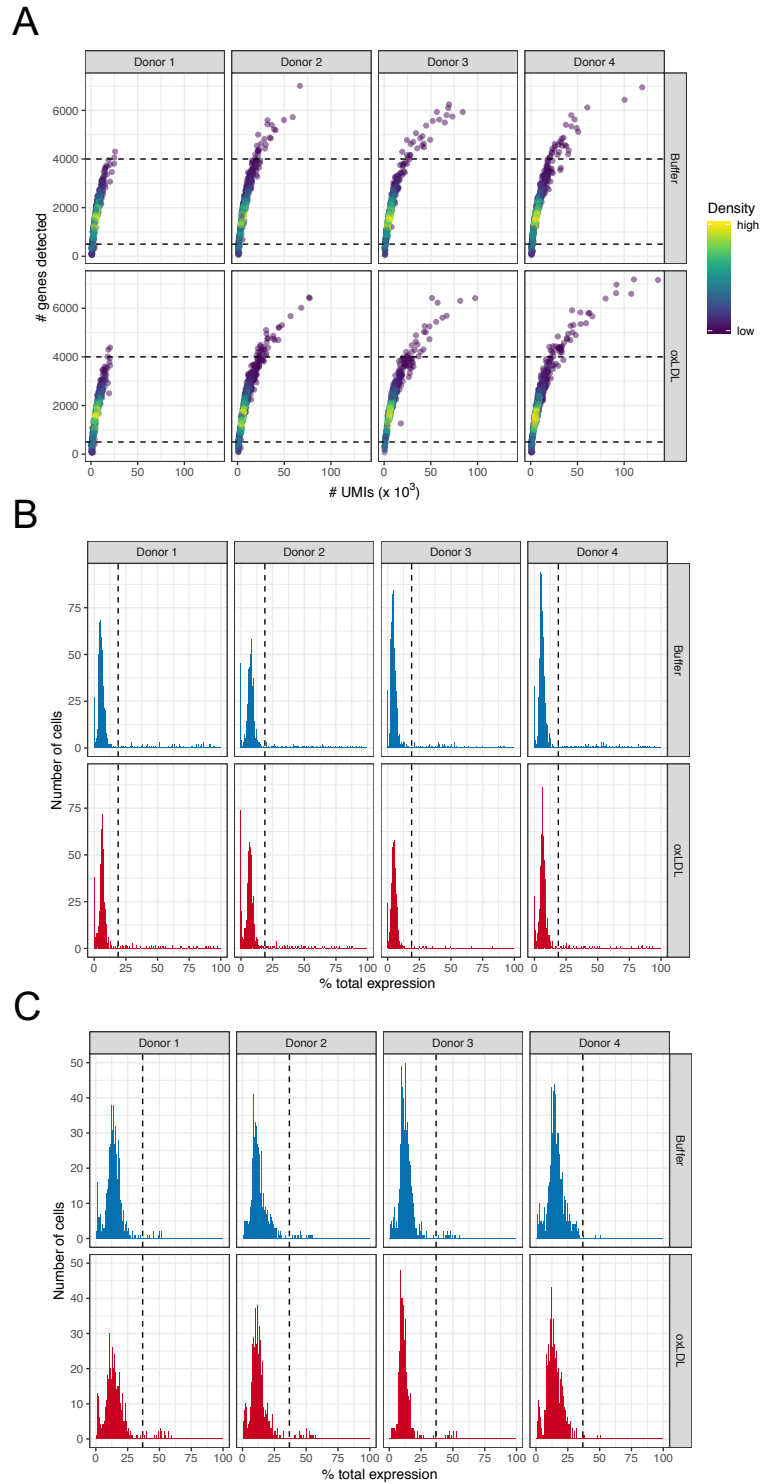 A
Donor 1 Donor 2 Donor 3 Donor 4
6000
4000
2000
0
Buffer
6000
4000
2000
0
oxLDL
# genes detected
0 50 100 0 50 100 0 50 100 0 50 100
# UMIs (x 10³)
Density
high
low
B
Donor 1 Donor 2 Donor 3 Donor 4
75
50
25
0
Buffer
75
50
25
0
oxLDL
Number of cells
0 25 50 75 100 0 25 50 75 100 0 25 50 75 100 0 25 50 75 100
% total expression
C
Donor 1 Donor 2 Donor 3 Donor 4
50
40
30
20
10
0
Buffer
50
40
30
20
10
0
oxLDL
Number of cells
0 25 50 75 100 0 25 50 75 100 0 25 50 75 100 0 25 50 75 100
% total expression